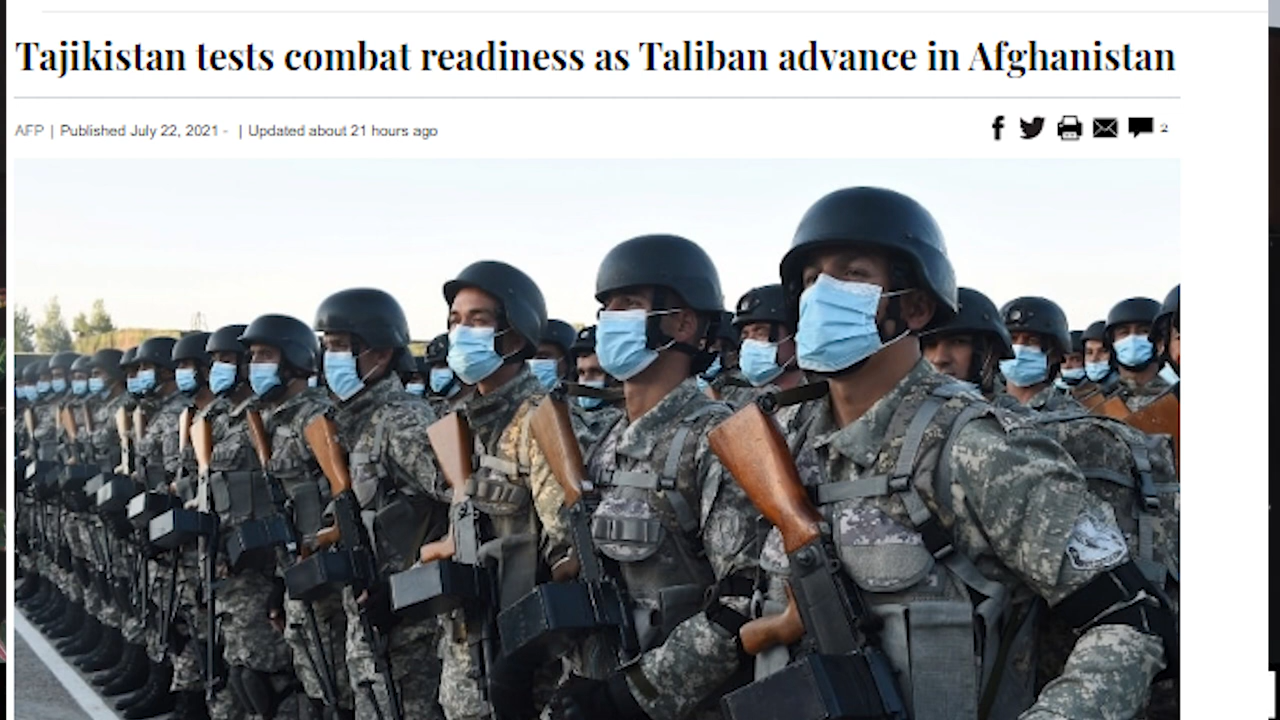 Tajikistan tests combat readiness as Taliban advance in Afghanistan
AFP | Published July 22, 2021 - | Updated about 21 hours ago
2